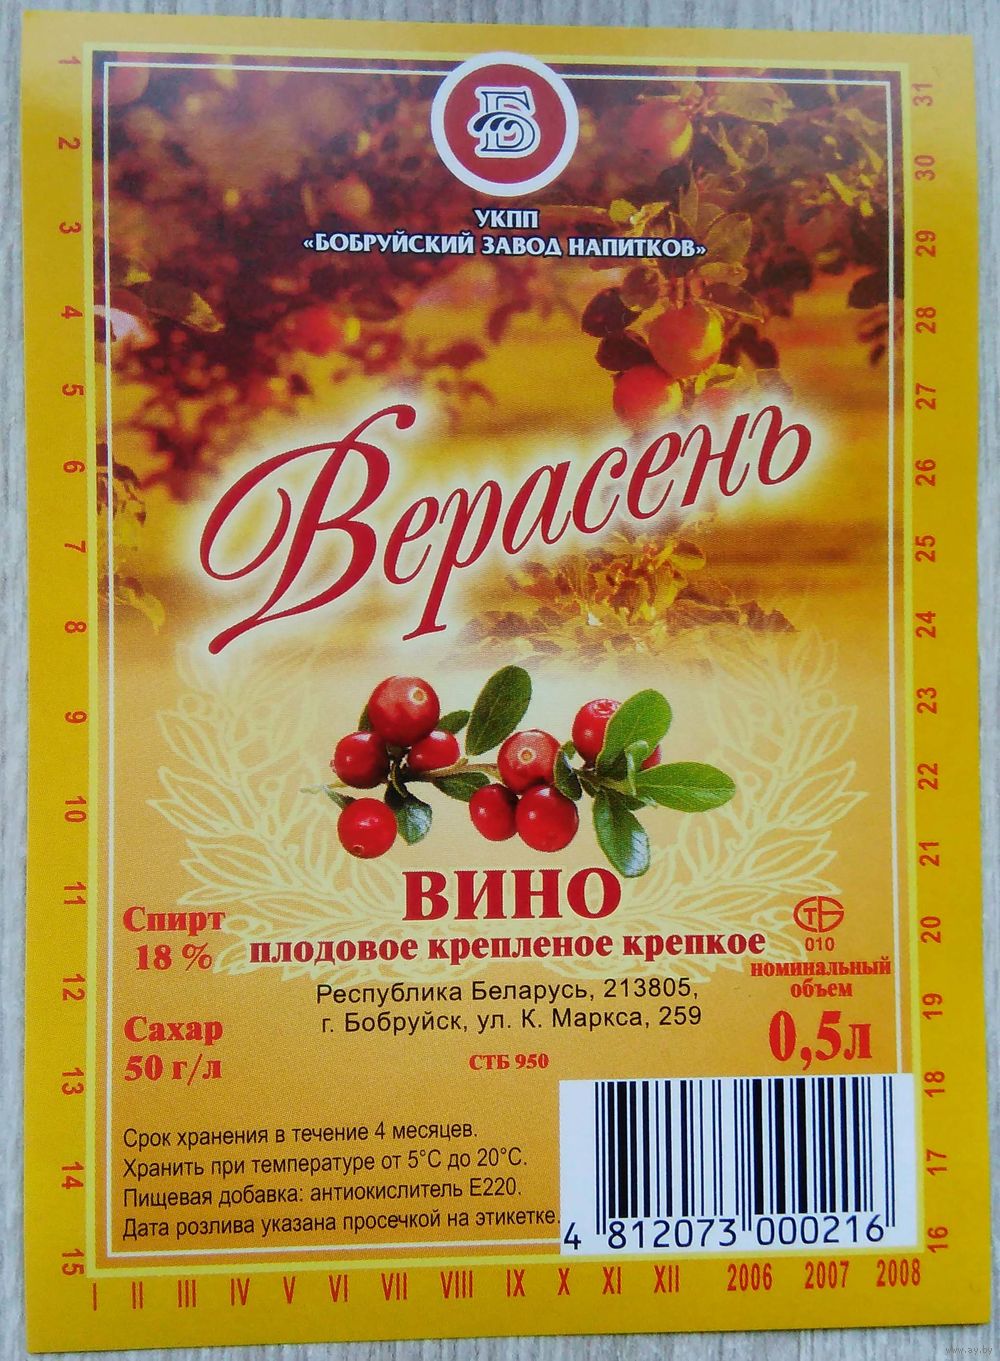 Б
УКПП
«БОБРУЙСКИЙ ЗАВОД НАПИТКОВ»
Верасень
ВИНО
плодовое крепленое крепкое
Спирт
18 %
Сахар
50 г/л
Республика Беларусь, 213805,
г. Бобруйск, ул. К. Маркса, 259
СТБ 950
СТБ
010
номинальный
объем
0,5л
Срок хранения в течение 4 месяцев.
Хранить при температуре от 5°С до 20°С.
Пищевая добавка: антиокислитель Е220.
Дата розлива указана просечкой на этикетке.
4 812073 000216
1
2
3
4
5
6
7
8
9
10
11
12
13
14
15
31
30
29
28
27
26
25
24
23
22
21
20
19
18
17
16
I II III IV V VI VII VIII IX X XI XII 2006 2007 2008
www.ay.by